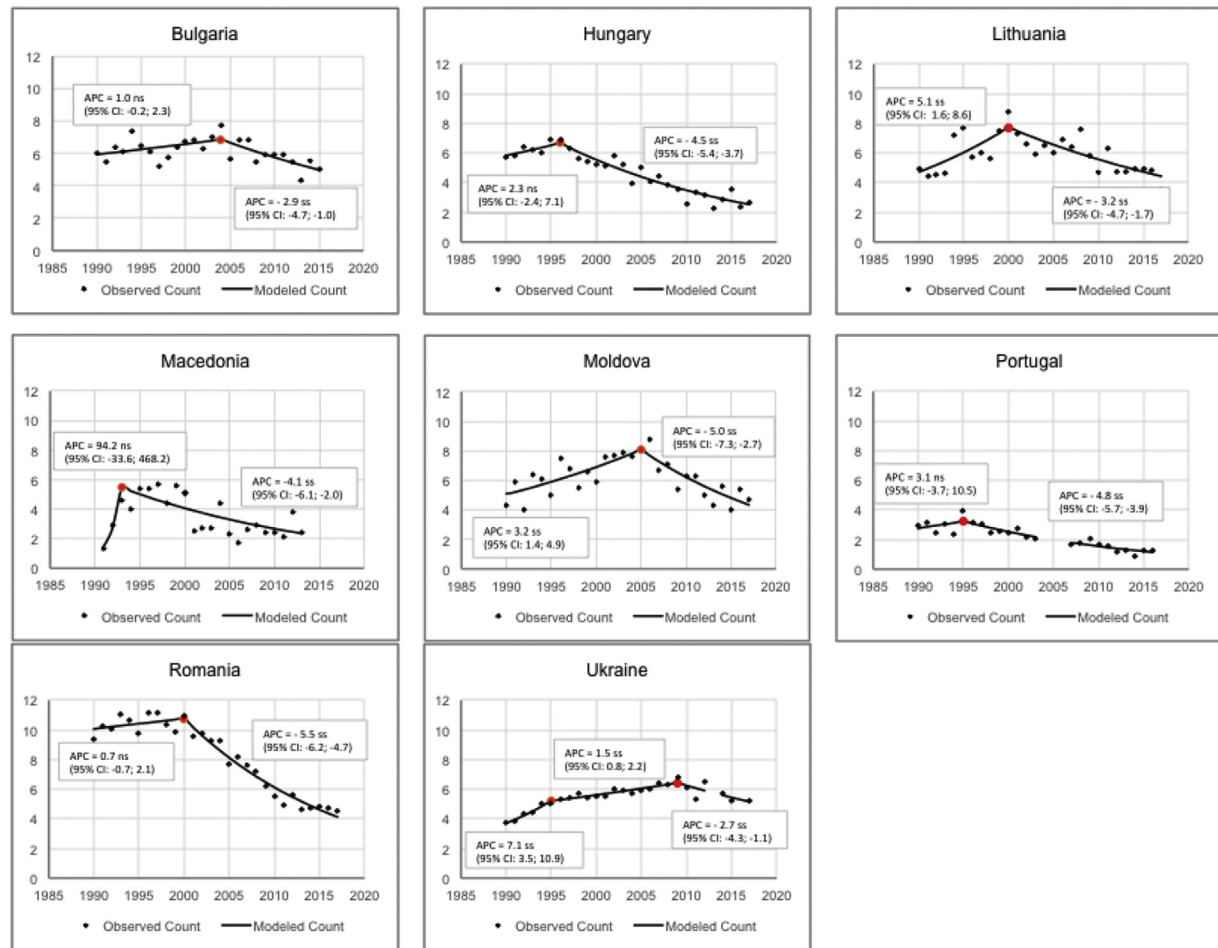 Bulgaria
12
10
8
6
4
2
0
APC = 1.0 ns
(95% CI: -0.2; 2.3)
APC = - 2.9 ss
(95% CI: -4.7; -1.0)
1985 1990 1995 2000 2005 2010 2015 2020
Observed Count Modeled Count
Hungary
12
10
8
6
4
2
0
APC = - 4.5 ss
(95% CI: -5.4; -3.7)
APC = 2.3 ns
(95% CI: -2.4; 7.1)
1985 1990 1995 2000 2005 2010 2015 2020
Observed Count Modeled Count
Lithuania
12
10
8
6
4
2
0
APC = 5.1 ss
(95% CI: 1.6; 8.6)
APC = - 3.2 ss
(95% CI: -4.7; -1.7)
1985 1990 1995 2000 2005 2010 2015 2020
Observed Count Modeled Count
Macedonia
12
10
8
6
4
2
0
APC = 94.2 ns
(95% CI: -33.6; 468.2)
APC = -4.1 ss
(95% CI: -6.1; -2.0)
1985 1990 1995 2000 2005 2010 2015 2020
Observed Count Modeled Count
Moldova
12
10
8
6
4
2
0
APC = - 5.0 ss
(95% CI: -7.3; -2.7)
APC = 3.2 ss
(95% CI: 1.4; 4.9)
1985 1990 1995 2000 2005 2010 2015 2020
Observed Count Modeled Count
Portugal
12
10
8
6
4
2
0
APC = 3.1 ns
(95% CI: -3.7; 10.5)
APC = - 4.8 ss
(95% CI: -5.7; -3.9)
1985 1990 1995 2000 2005 2010 2015 2020
Observed Count Modeled Count
Romania
12
10
8
6
4
2
0
APC = - 5.5 ss
(95% CI: -6.2; -4.7)
APC = 0.7 ns
(95% CI: -0.7; 2.1)
1985 1990 1995 2000 2005 2010 2015 2020
Observed Count Modeled Count
Ukraine
12
10
8
6
4
2
0
APC = 1.5 ss
(95% CI: 0.8; 2.2)
APC = - 2.7 ss
(95% CI: -4.3; -1.1)
APC = 7.1 ss
(95% CI: 3.5; 10.9)
1985 1990 1995 2000 2005 2010 2015 2020
Observed Count Modeled Count